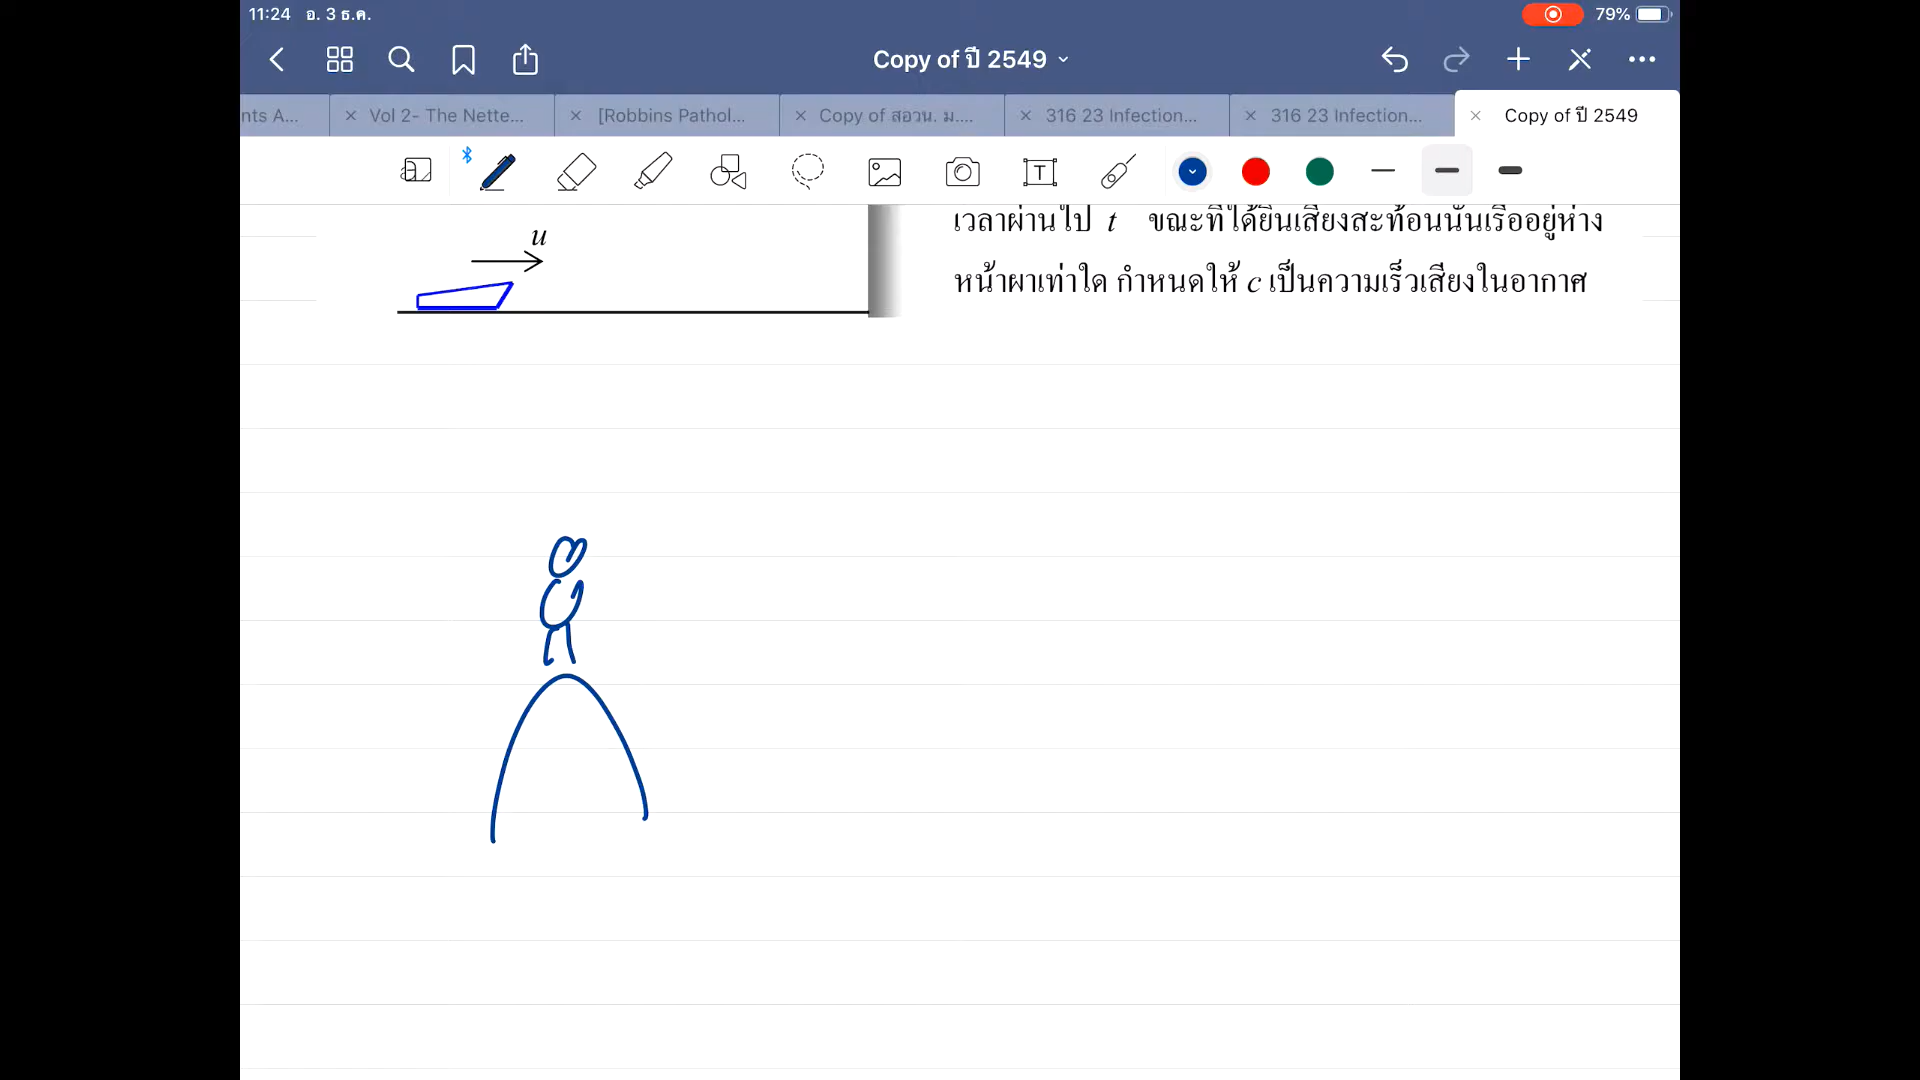 11:24 อ. 3 ธ.ค.
79%
Copy of ปี 2549
nts A...
Vol 2- The Nette...
[Robbins Pathol...
Copy of สอวน. ม....
316 23 Infection...
316 23 Infection...
Copy of ปี 2549
T
u
เวลาผ่านไป t ขณะที่ได้ยินเสียงสะท้อนนั้นเรืออยู่ห่าง
หน้าผาเท่าใด กำหนดให้ c เป็นความเร็วเสียงในอากาศ